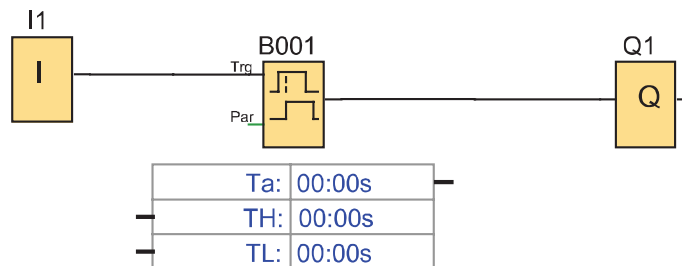 I1
I
B001
Trg
Par
Q1
Q
Ta: 00:00s
TH: 00:00s
TL: 00:00s